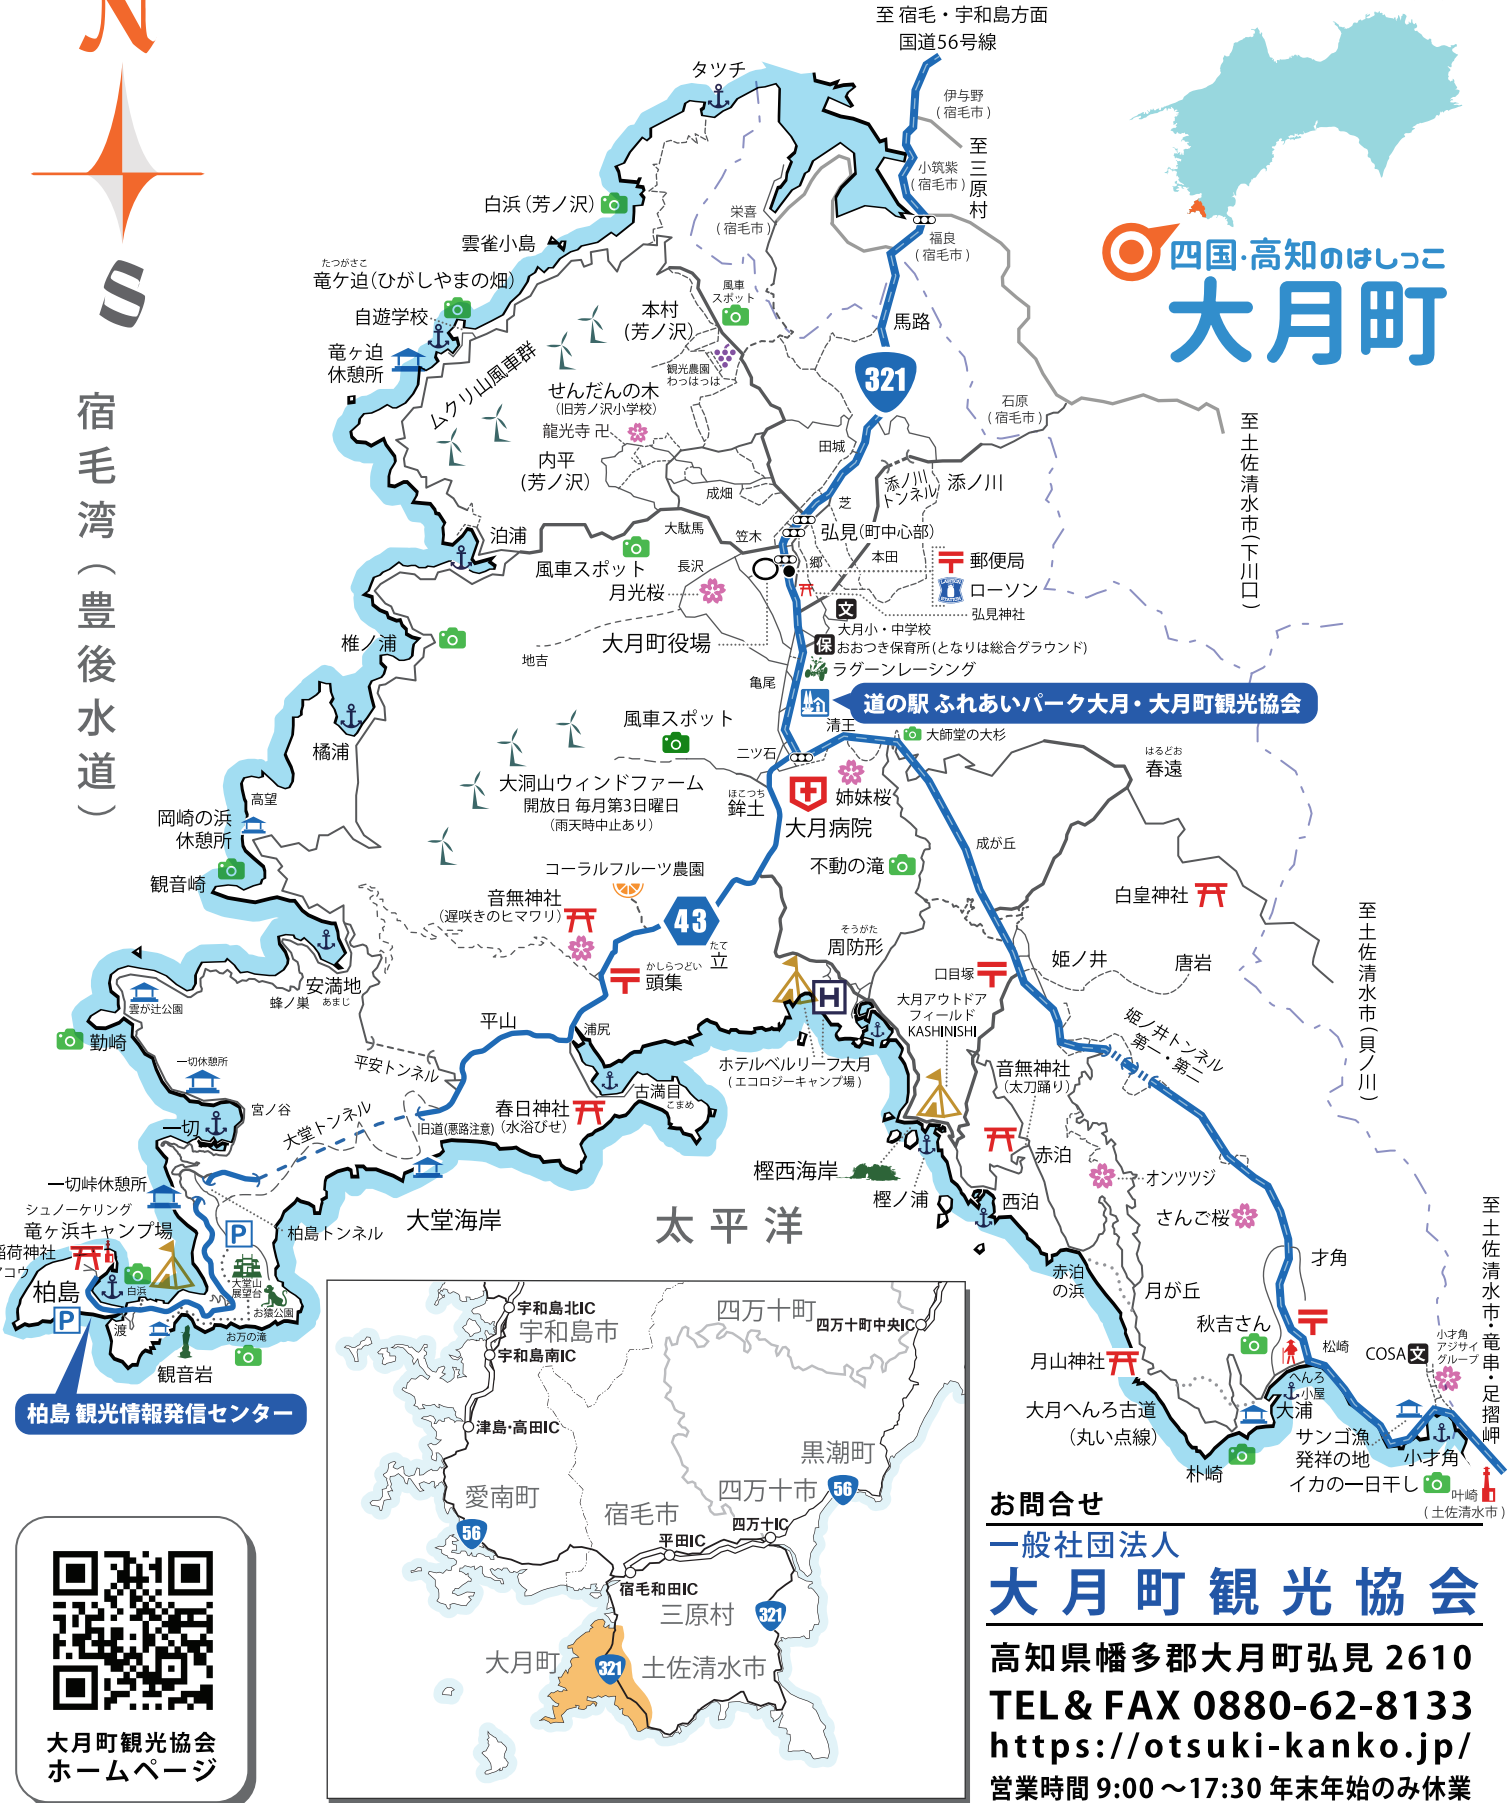 N
S
至 宿毛・宇和島方面
国道56号線
タツチ
伊与野
(宿毛市)
至三原村
小筑紫
(宿毛市)
四国・高知のはしっこ
大月町
白浜(芳ノ沢)
栄喜
(宿毛市)
福良
(宿毛市)
雲雀小島
たつがさこ
竜ケ迫(ひがしやまの畑)
自遊学校
竜ヶ迫
休憩所
風車
スポット
本村
(芳ノ沢)
馬路
321
ムクリ山風車群
観光農園
わっはっは
せんだんの木
(旧芳ノ沢小学校)
龍光寺 卍
内平
(芳ノ沢)
石原
(宿毛市)
至土佐清水市(下川口)
宿毛湾(豊後水道)
田城
添ノ川
トンネル
添ノ川
成畑
芝
大駄馬
笠木
弘見(町中心部)
泊浦
風車スポット
長沢
郷
本田
郵便局
ローソン
月光桜
弘見神社
文
大月小・中学校
大月町役場
保
おおつき保育所(となりは総合グラウンド)
椎ノ浦
地吉
ラグーンレーシング
亀尾
道の駅 ふれあいパーク大月・大月町観光協会
風車スポット
清王
大師堂の大杉
橘浦
二ツ石
はるどお
春遠
大洞山ウィンドファーム
開放日 毎月第3日曜日
(雨天時中止あり)
ほこつち
鉾土
姉妹桜
高望
岡崎の浜
休憩所
大月病院
成が丘
観音崎
コーラルフルーツ農園
不動の滝
音無神社
(遅咲きのヒマワリ)
43
白皇神社
至土佐清水市(貝ノ川)
そうがた
周防形
たて
立
かしらつどい
頭集
姫ノ井
唐岩
口目塚
安満地
あまじ
蜂ノ巣
雲が辻公園
H
大月アウトドア
フィールド
KASHINISHI
平山
浦尻
姫ノ井トンネル
第一・第二
勤崎
一切休憩所
平安トンネル
ホテルベルリーフ大月
(エコロジーキャンプ場)
音無神社
(太刀踊り)
古満目
こまめ
宮ノ谷
大堂トンネル
春日神社
(水浴びせ)
旧道(悪路注意)
一切
赤泊
樫西海岸
一切峠休憩所
オンツツジ
樫ノ浦
西泊
シュノーケリング
竜ヶ浜キャンプ場
大堂海岸
太平洋
さんご桜
至土佐清水市・竜串・足摺岬
柏島トンネル
P
稲荷神社
アコウ
才角
柏島
白浜
大堂山
展望台
お猿公園
赤泊
の浜
月が丘
P
渡
お万の滝
秋吉さん
観音岩
松崎
小才角
アジサイ
グループ
COSA
文
月山神社
柏島 観光情報発信センター
へんろ
小屋
大浦
大月へんろ古道
(丸い点線)
サンゴ漁
発祥の地
小才角
朴崎
イカの一日干し
叶崎
(土佐清水市)
宇和島北IC
宇和島市
宇和島南IC
四万十町
四万十町中央IC
津島・高田IC
黒潮町
愛南町
四万十市
56
宿毛市
56
四万十IC
平田IC
宿毛和田IC
三原村
321
大月町
321
土佐清水市
お問合せ
一般社団法人
大月町観光協会
高知県幡多郡大月町弘見 2610
TEL& FAX 0880-62-8133
https://otsuki-kanko.jp/
営業時間 9:00 〜17:30 年末年始のみ休業
大月町観光協会
ホームページ